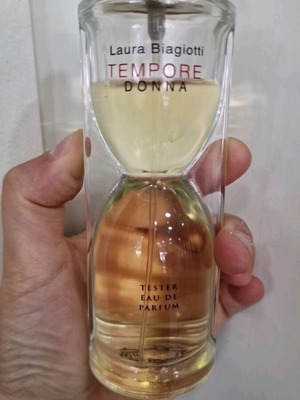 Laura Biagiotti
TEMPORE
DONNA
TESTER
EAU DE
PARFUM